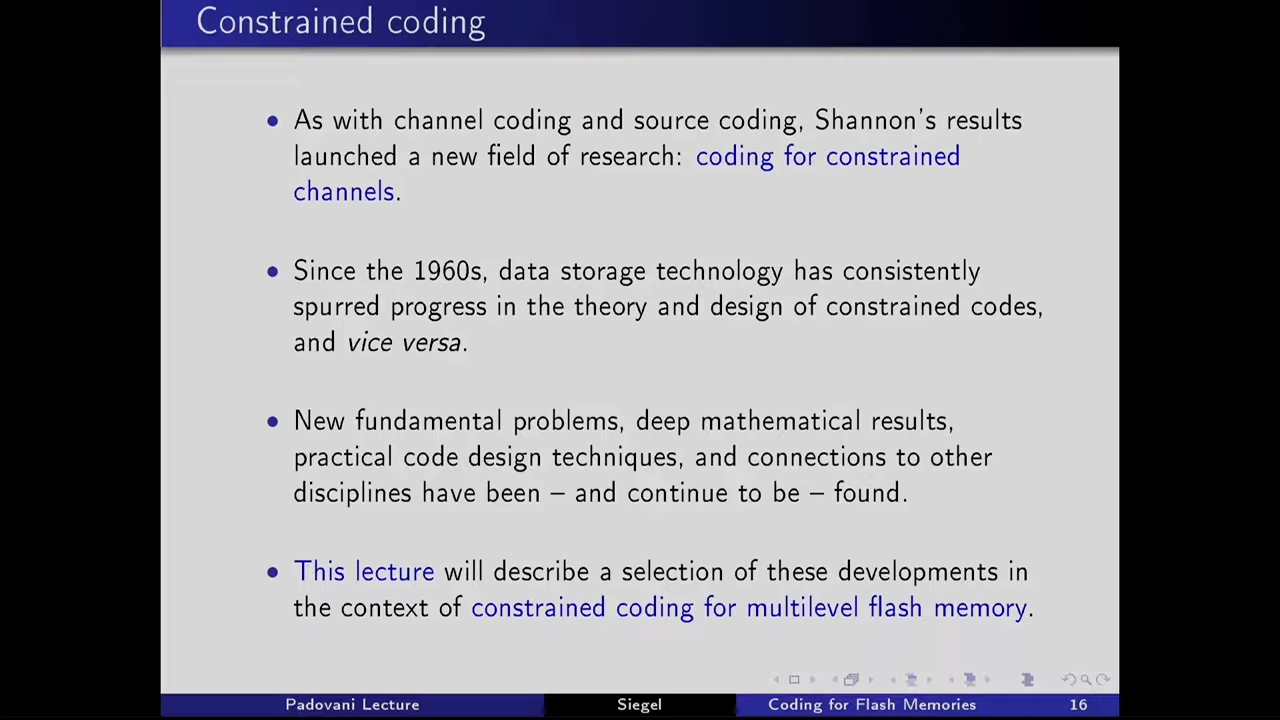 Constrained coding
• As with channel coding and source coding, Shannon's results
launched a new field of research: coding for constrained
channels.
• Since the 1960s, data storage technology has consistently
spurred progress in the theory and design of constrained codes,
and vice versa.
• New fundamental problems, deep mathematical results,
practical code design techniques, and connections to other
disciplines have been – and continue to be – found.
• This lecture will describe a selection of these developments in
the context of constrained coding for multilevel flash memory.
Padovani Lecture
Siegel
Coding for Flash Memories
16